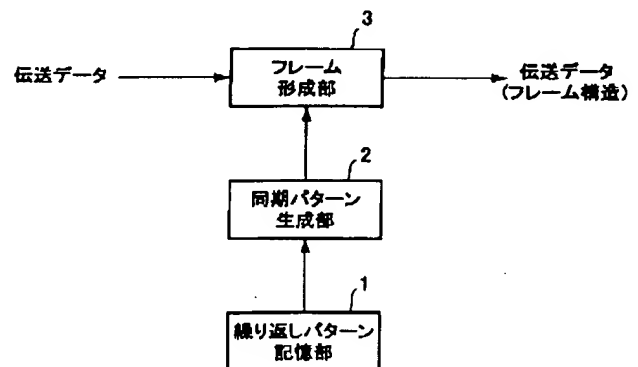 3
伝送データ
フレーム
形成部
伝送データ
(フレーム構造)
2
同期パターン
生成部
1
繰り返しパターン
記憶部